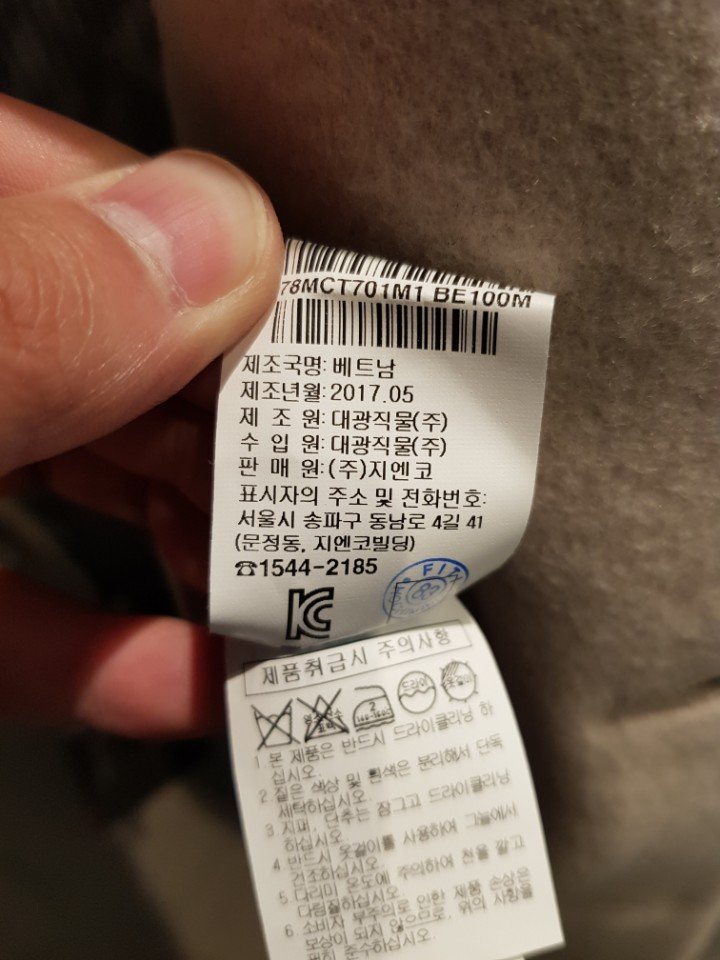 78MCT701M1 BE100M
제조국명: 베트남
제조년월: 2017.05
제 조 원: 대광직물(주)
수 입 원: 대광직물(주)
판 매 원: (주)지엔코
표시자의 주소 및 전화번호:
서울시 송파구 동남로 4길 41
(문정동, 지엔코빌딩)
☎1544-2185
KC
제품취급시 주의사항
드라이
옷걸이
1. 본 제품은 반드시 드라이클리닝 하
십시오.
2. 짙은 색상 및 흰색은 분리해서 단독
세탁하십시오.
3. 지퍼, 단추는 잠그고 드라이클리닝
하십시오.
4. 반드시 옷걸이를 사용하여 그늘에서
건조하십시오.
5. 다리미 온도에 주의하여 천을 깔고
다림질하십시오.
6. 소비자 부주의로 인한 제품 손상은
보상이 되지 않으므로, 위의 사항을
필히 준수하십시오.